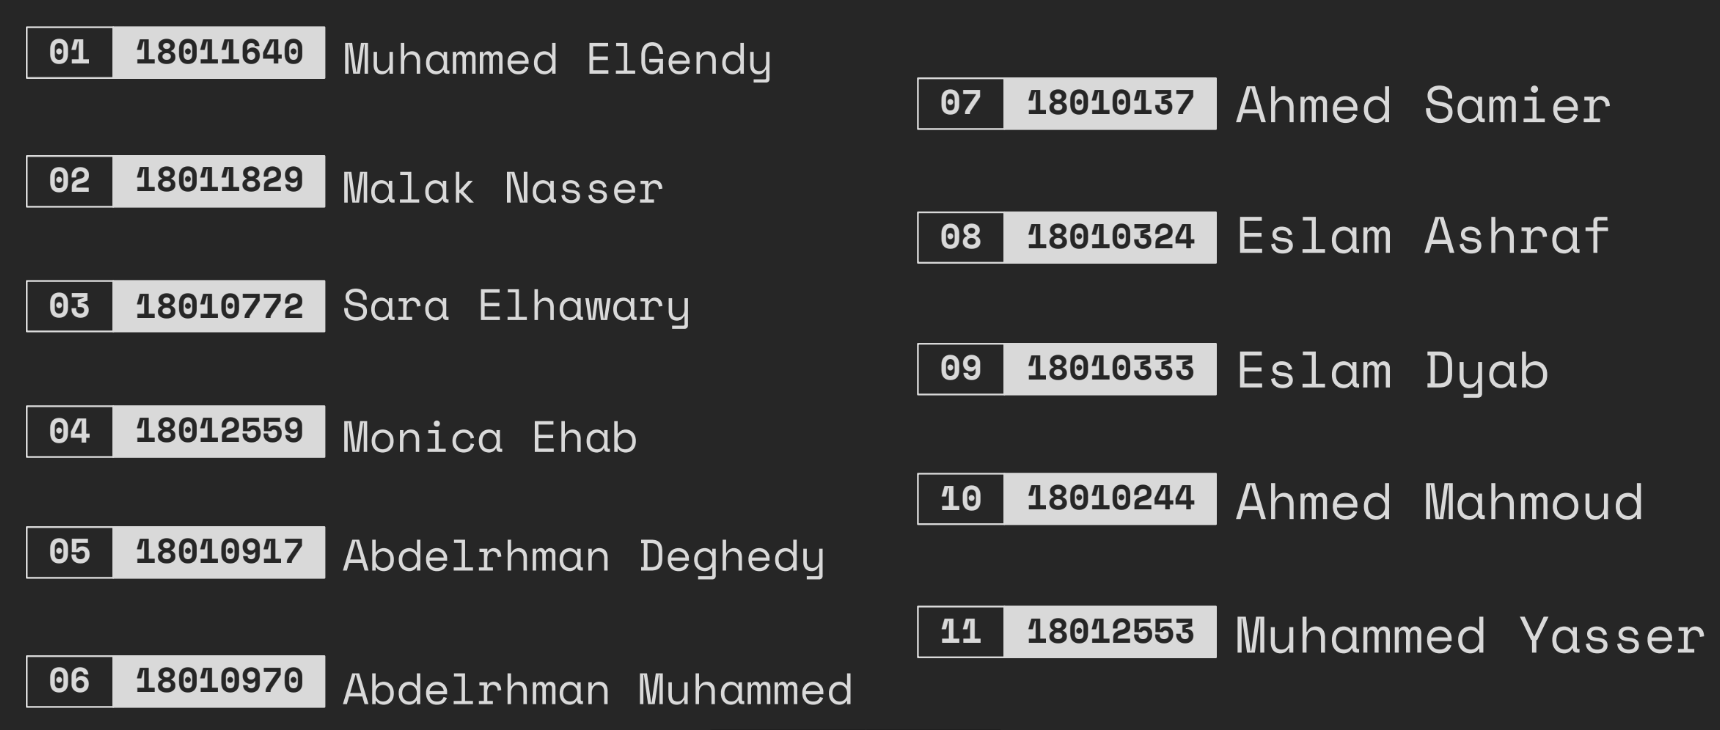 01 18011640 Muhammed ElGendy
02 18011829 Malak Nasser
03 18010772 Sara Elhawary
04 18012559 Monica Ehab
05 18010917 Abdelrhman Deghedy
06 18010970 Abdelrhman Muhammed
07 18010137 Ahmed Samier
08 18010324 Eslam Ashraf
09 18010333 Eslam Dyab
10 18010244 Ahmed Mahmoud
11 18012553 Muhammed Yasser